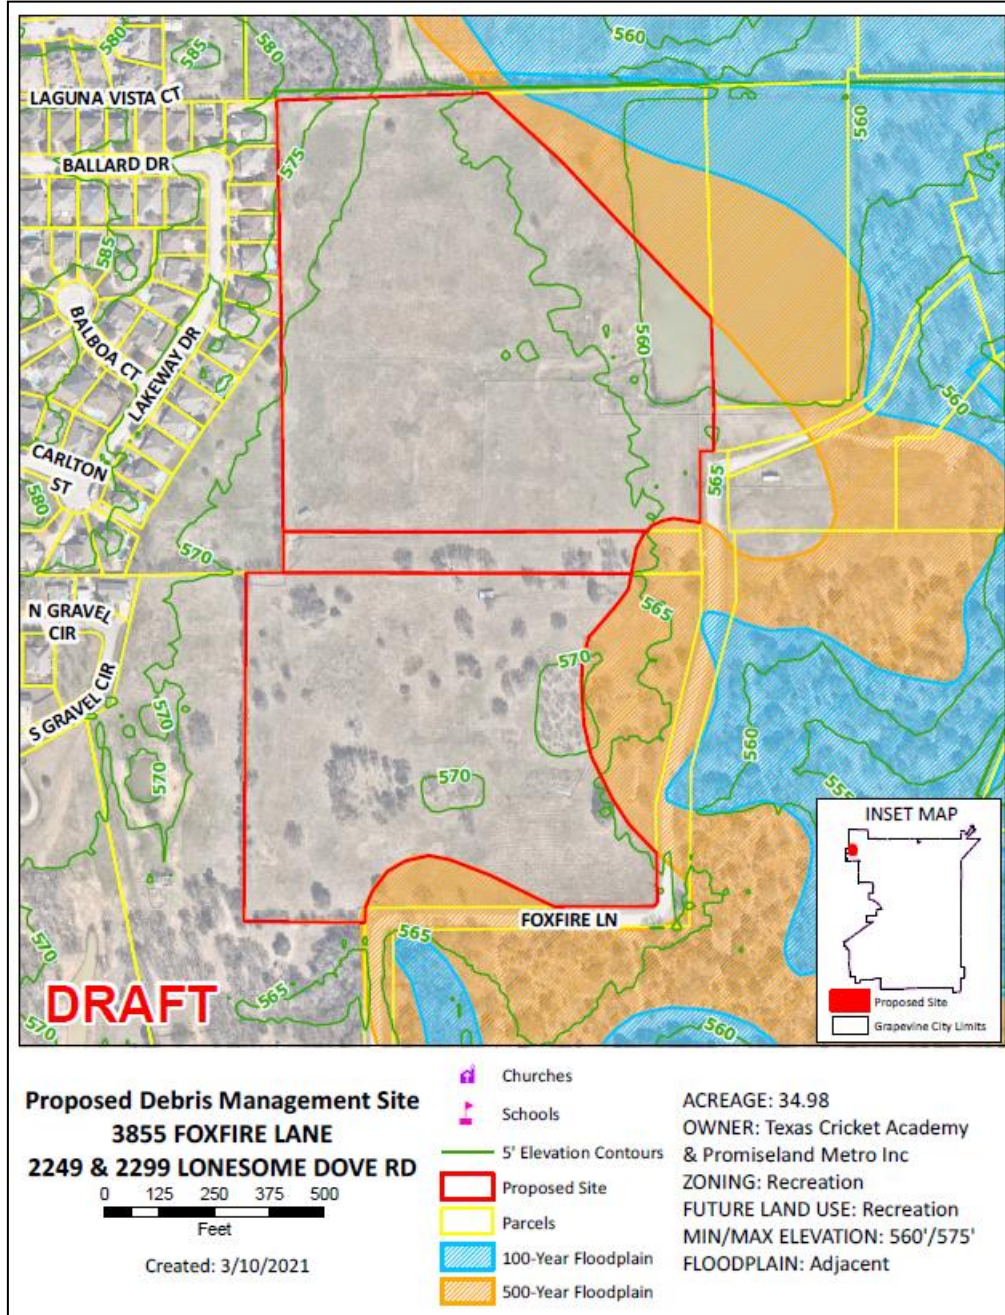 580
585
580
560
LAGUNA VISTA CT
560
BALLARD DR
575
585
BALBOA CT
LAKEWAY DR
560
560
CARLTON
ST
580
565
570
N GRAVEL
CIR
565
S GRAVEL CIR
570
570
570
570
560
555
INSET MAP
FOXFIRE LN
565
570
565
DRAFT
570
560
Proposed Site
Grapevine City Limits
Proposed Debris Management Site
3855 FOXFIRE LANE
2249 & 2299 LONESOME DOVE RD
0 125 250 375 500
Feet
Created: 3/10/2021
Churches
Schools
5' Elevation Contours
Proposed Site
Parcels
100-Year Floodplain
500-Year Floodplain
ACREAGE: 34.98
OWNER: Texas Cricket Academy
& Promiseland Metro Inc
ZONING: Recreation
FUTURE LAND USE: Recreation
MIN/MAX ELEVATION: 560'/575'
FLOODPLAIN: Adjacent